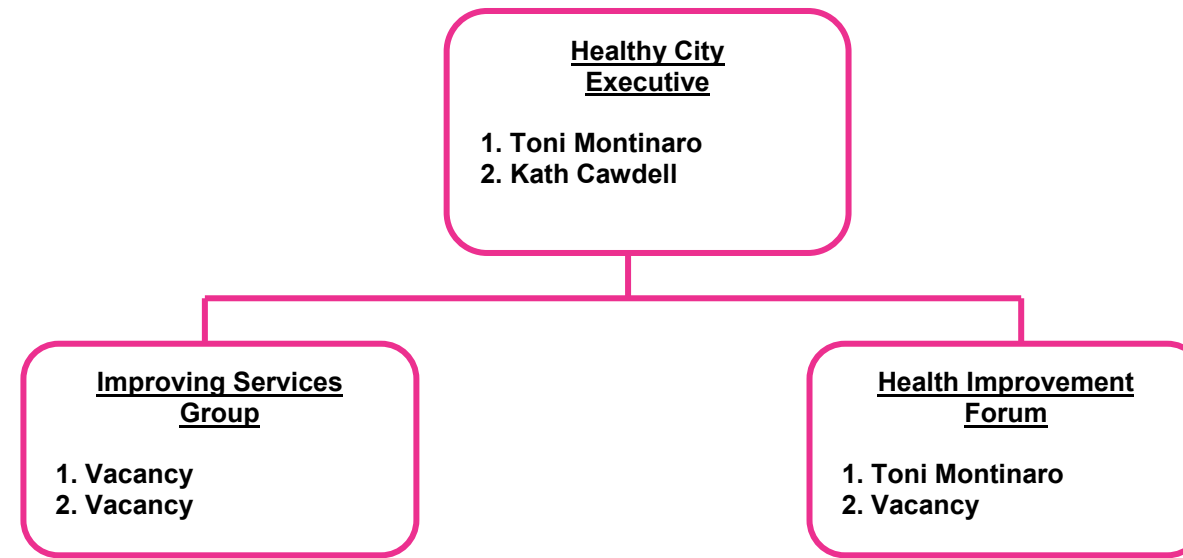 Healthy City
Executive
1. Toni Montinaro
2. Kath Cawdell
Improving Services
Group
1. Vacancy
2. Vacancy
Health Improvement
Forum
1. Toni Montinaro
2. Vacancy